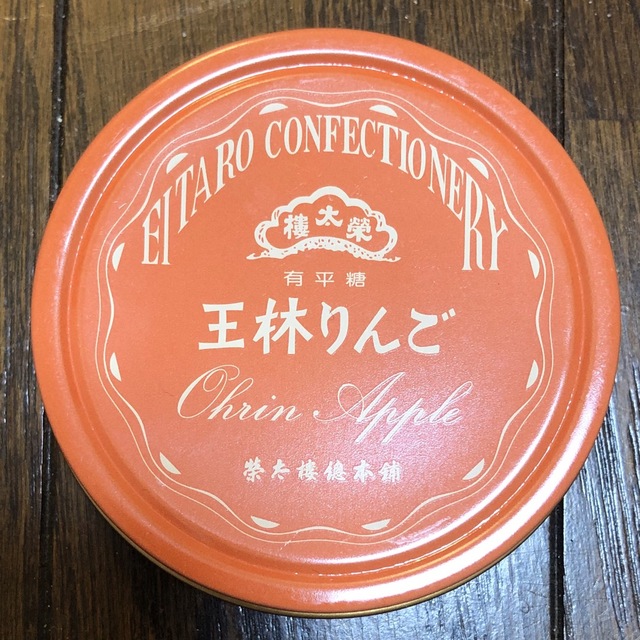 EITARO CONFECTIONERY
樓太榮
有平糖
王林りんご
Ohrin Apple
榮太樓總本鋪